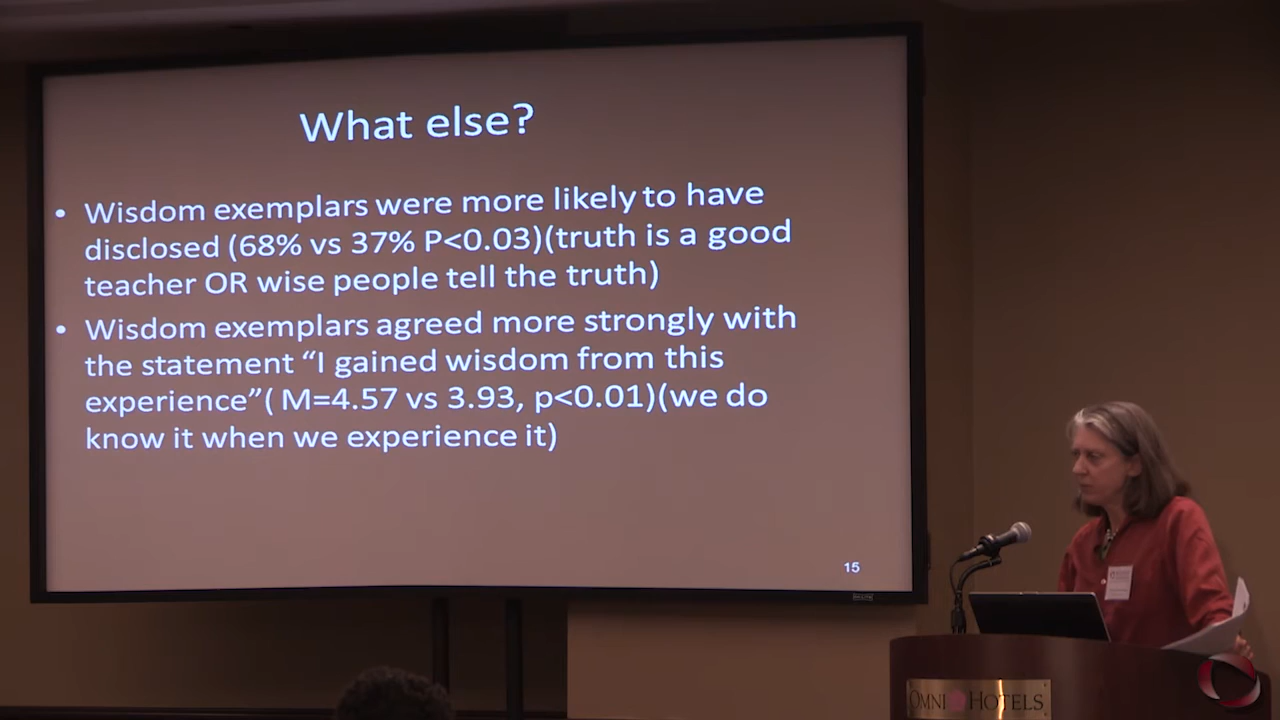 What else?
• Wisdom exemplars were more likely to have
disclosed (68% vs 37% P<0.03)(truth is a good
teacher OR wise people tell the truth)
• Wisdom exemplars agreed more strongly with
the statement “I gained wisdom from this
experience”( M=4.57 vs 3.93, p<0.01)(we do
know it when we experience it)
15
OMNI HOTELS